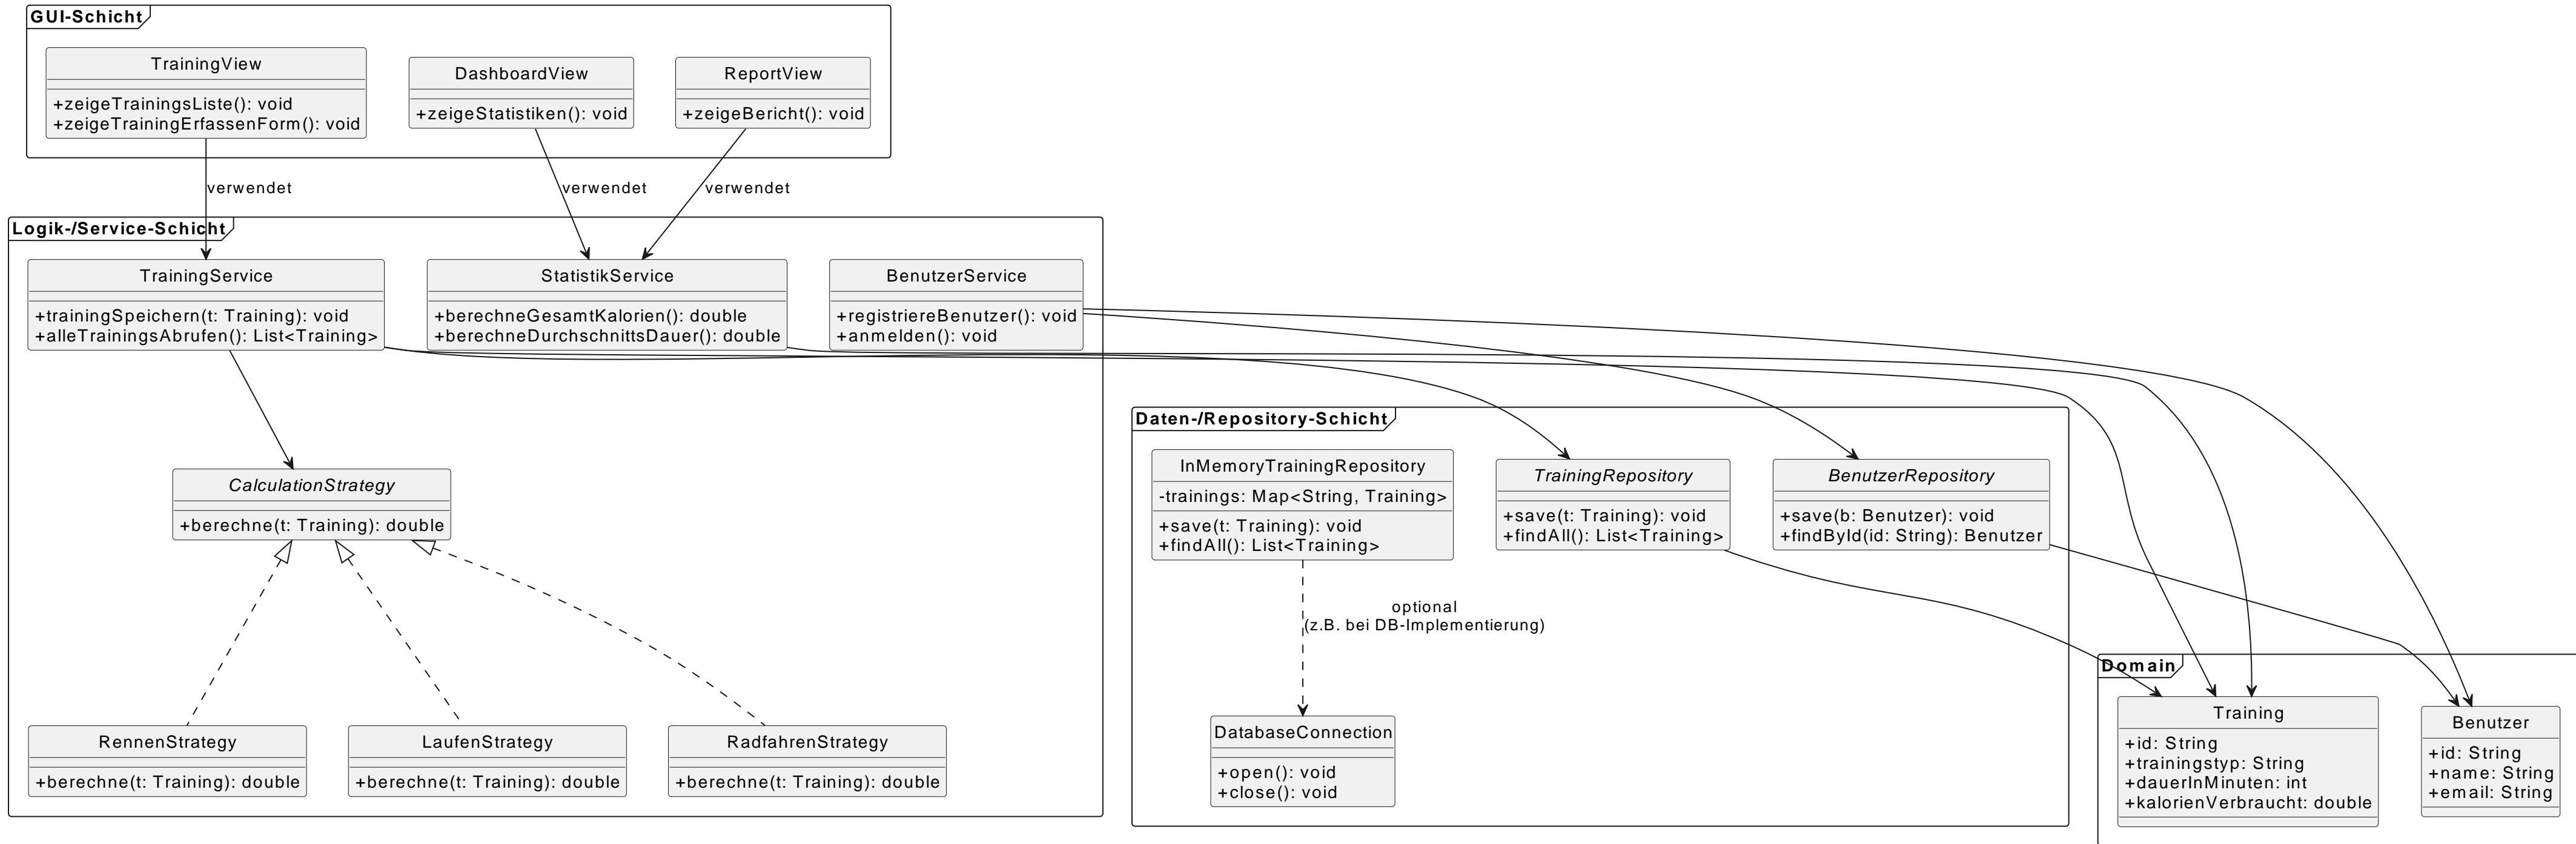 GUI-Schicht
TrainingView
+zeigeTrainingsListe(): void
+zeigeTrainingErfassenForm(): void
DashboardView
+zeigeStatistiken(): void
ReportView
+zeigeBericht(): void
verwendet
verwendet
verwendet
Logik-/Service-Schicht
TrainingService
+trainingSpeichern(t: Training): void
+alleTrainingsAbrufen(): List<Training>
StatistikService
+berechneGesamtKalorien(): double
+berechneDurchschnittsDauer(): double
BenutzerService
+registriereBenutzer(): void
+anmelden(): void
CalculationStrategy
+berechne(t: Training): double
RennenStrategy
+berechne(t: Training): double
LaufenStrategy
+berechne(t: Training): double
RadfahrenStrategy
+berechne(t: Training): double
Daten-/Repository-Schicht
InMemoryTrainingRepository
-trainings: Map<String, Training>
+save(t: Training): void
+findAll(): List<Training>
TrainingRepository
+save(t: Training): void
+findAll(): List<Training>
BenutzerRepository
+save(b: Benutzer): void
+findById(id: String): Benutzer
optional
(z.B. bei DB-Implementierung)
DatabaseConnection
+open(): void
+close(): void
Domain
Training
+id: String
+trainingstyp: String
+dauerInMinuten: int
+kalorienVerbraucht: double
Benutzer
+id: String
+name: String
+email: String